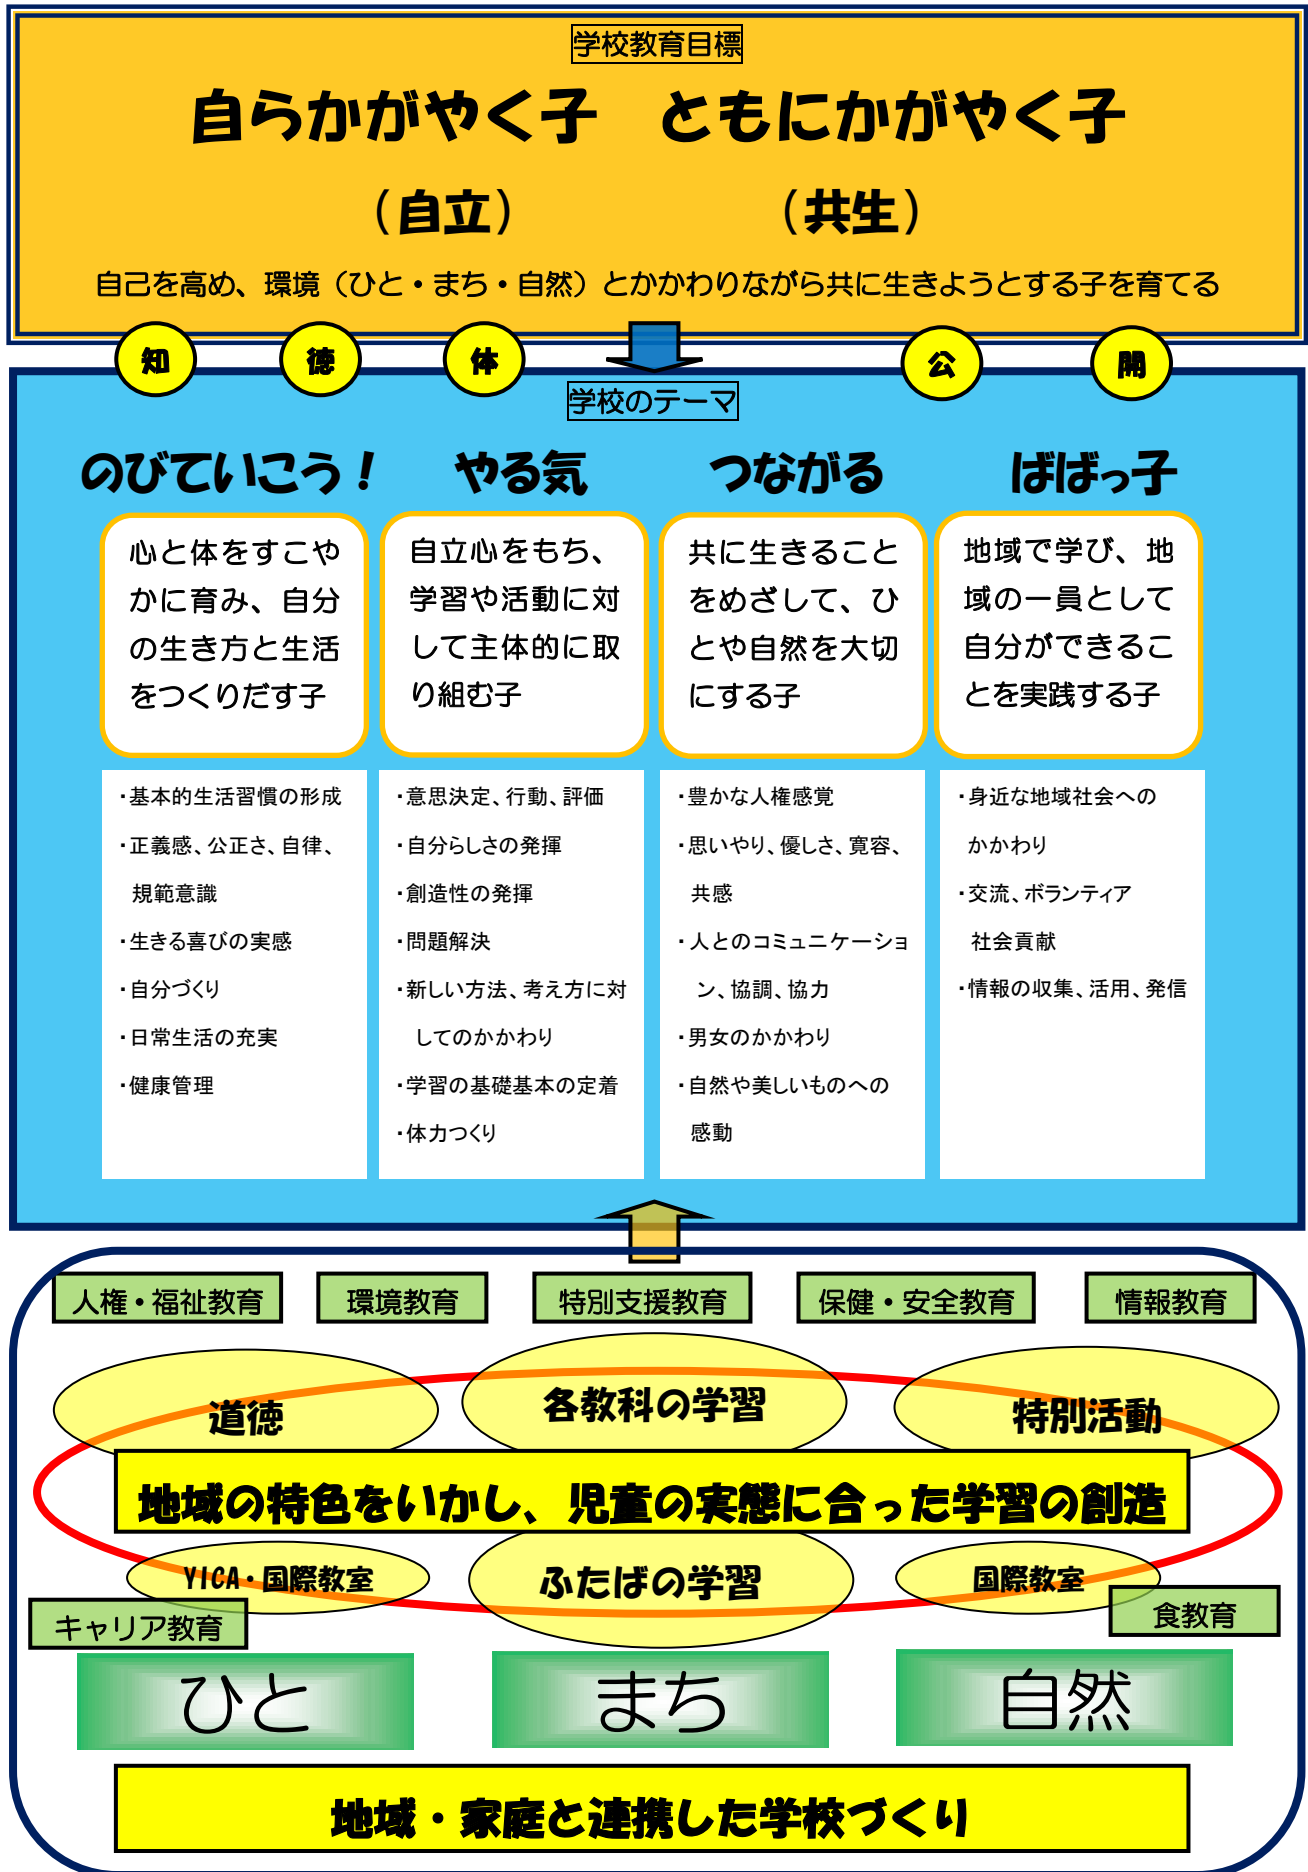 学校教育目標
自らかがやく子　ともにかがやく子
（自立）　（共生）
自己を高め、環境（ひと・まち・自然）とかかわりながら共に生きようとする子を育てる
知　徳　体　公　開
学校のテーマ
のびていこう！　やる気　つながる　ばばっ子
心と体をすこや
かに育み、自分
の生き方と生活
をつくりだす子
自立心をもち、
学習や活動に対
して主体的に取
り組む子
共に生きること
をめざして、ひ
とや自然を大切
にする子
地域で学び、地
域の一員として
自分ができるこ
とを実践する子
・基本的生活習慣の形成
・正義感、公正さ、自律、
規範意識
・生きる喜びの実感
・自分づくり
・日常生活の充実
・健康管理
・意思決定、行動、評価
・自分らしさの発揮
・創造性の発揮
・問題解決
・新しい方法、考え方に対
してのかかわり
・学習の基礎基本の定着
・体力つくり
・豊かな人権感覚
・思いやり、優しさ、寛容、
共感
・人とのコミュニケーショ
ン、協調、協力
・男女のかかわり
・自然や美しいものへの
感動
・身近な地域社会への
かかわり
・交流、ボランティア
社会貢献
・情報の収集、活用、発信
人権・福祉教育　環境教育　特別支援教育　保健・安全教育　情報教育
道徳　各教科の学習　特別活動
地域の特色をいかし、児童の実態に合った学習の創造
YICA・国際教室　ふたばの学習　国際教室
キャリア教育　食教育
ひと　まち　自然
地域・家庭と連携した学校づくり